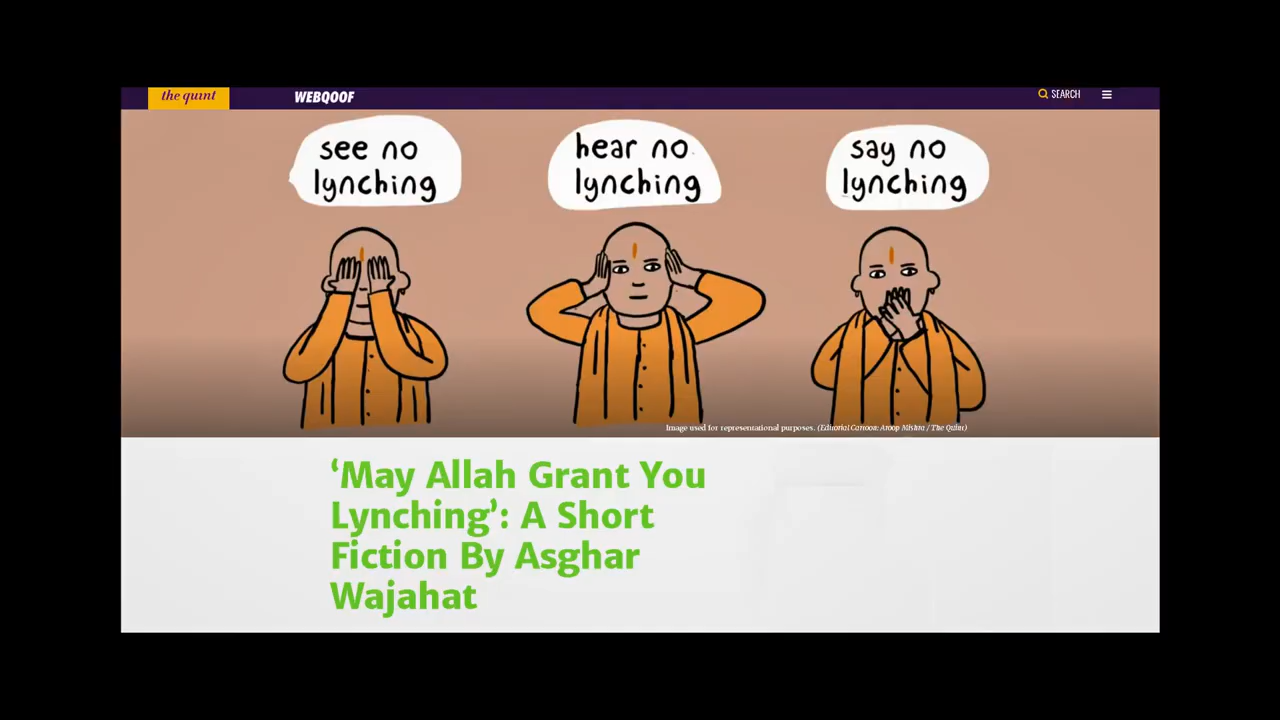 the quint
WEBQOOF
SEARCH
see no
lynching
hear no
lynching
say no
lynching
Image used for representational purposes. (Editorial Cartoon: Aroop Mishra / The Quint)
‘May Allah Grant You
Lynching’: A Short
Fiction By Asghar
Wajahat